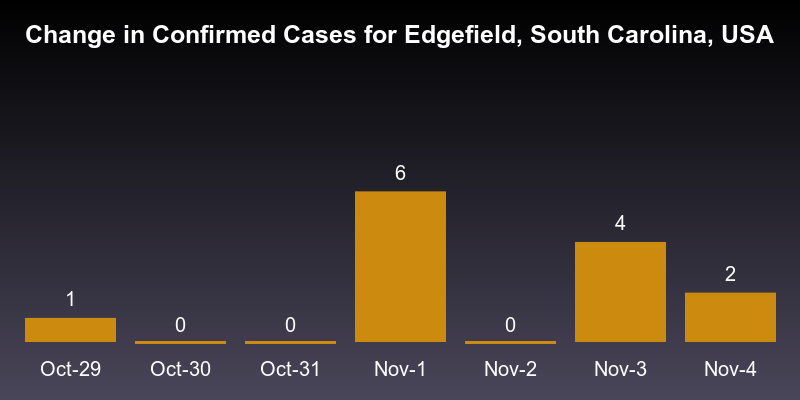 Change in Confirmed Cases for Edgefield, South Carolina, USA
1 0 0 6 0 4 2
Oct-29 Oct-30 Oct-31 Nov-1 Nov-2 Nov-3 Nov-4